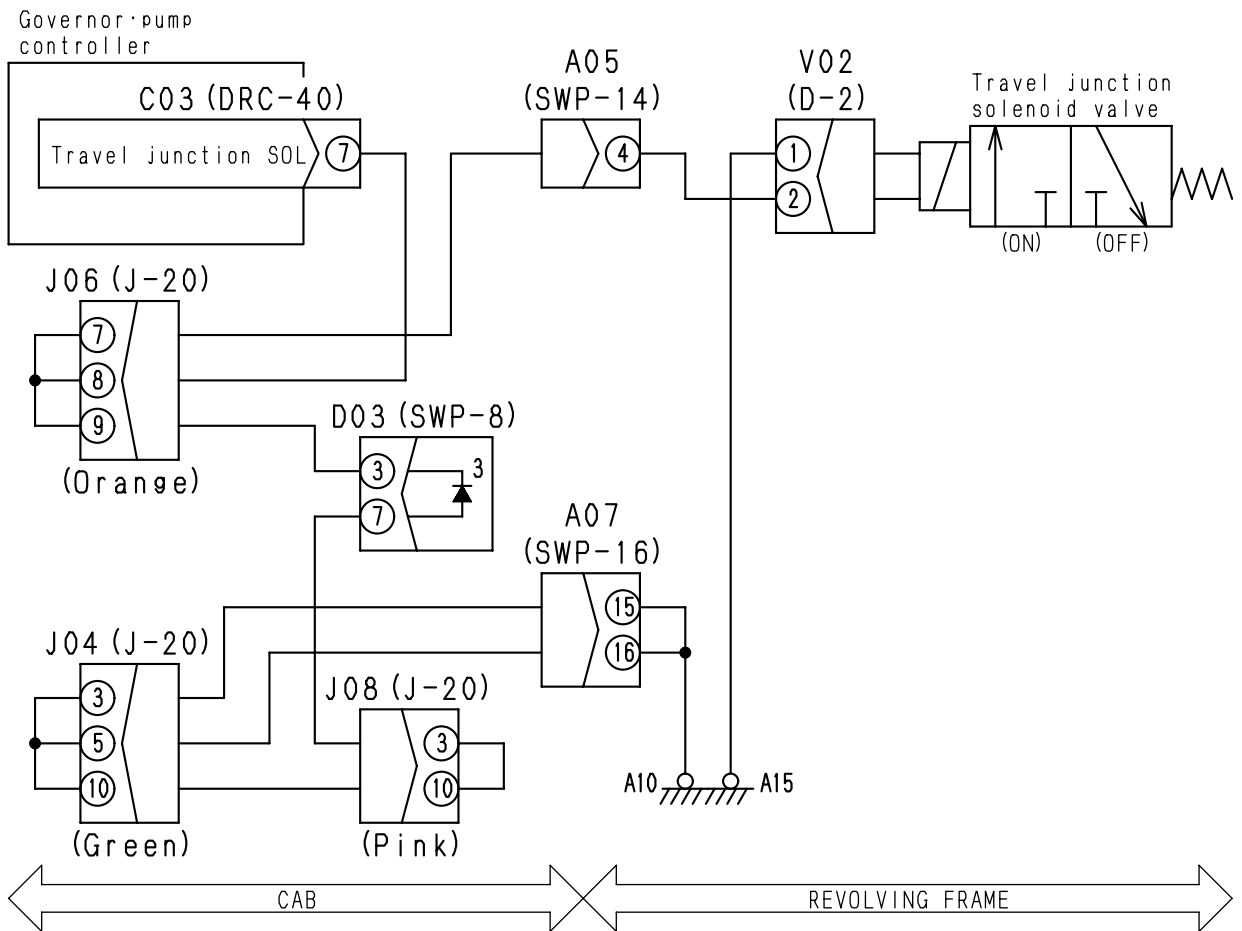 Governor·pump
controller
C03 (DRC-40)
Travel junction SOL
7
A05
(SWP-14)
4
V02
(D-2)
1
2
Travel junction
solenoid valve
(ON)
(OFF)
J06 (J-20)
7
8
9
(Orange)
D03 (SWP-8)
3
7
3
A07
(SWP-16)
15
16
J04 (J-20)
3
5
10
(Green)
J08 (J-20)
3
10
(Pink)
A10
A15
CAB
REVOLVING FRAME